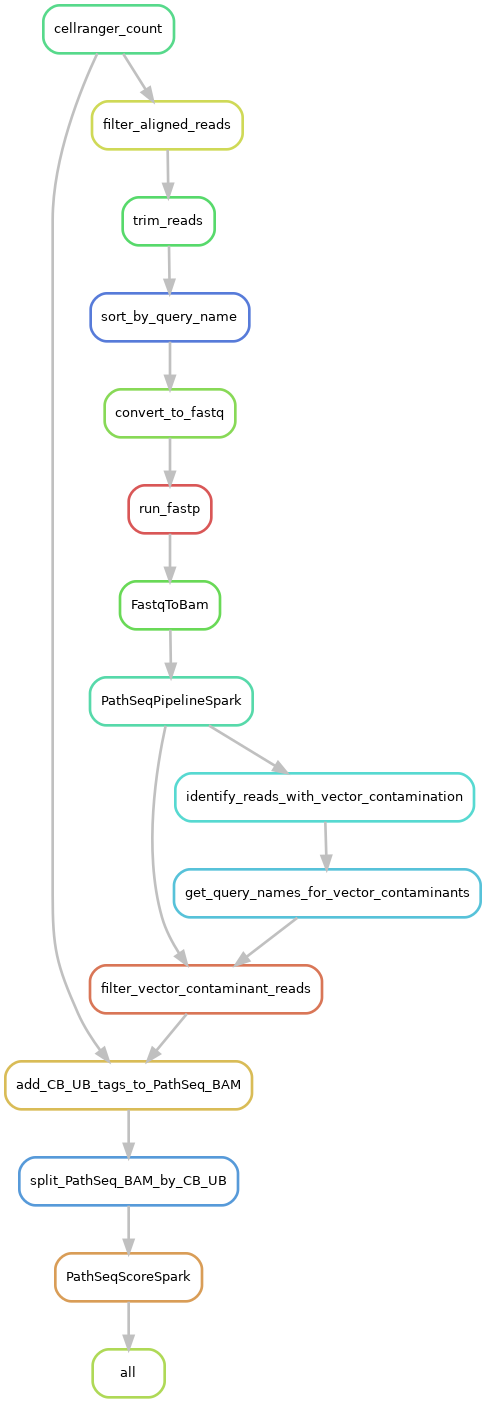 cellranger_count
filter_aligned_reads
trim_reads
sort_by_query_name
convert_to_fastq
run_fastp
FastqToBam
PathSeqPipelineSpark
identify_reads_with_vector_contamination
get_query_names_for_vector_contaminants
filter_vector_contaminant_reads
add_CB_UB_tags_to_PathSeq_BAM
split_PathSeq_BAM_by_CB_UB
PathSeqScoreSpark
all